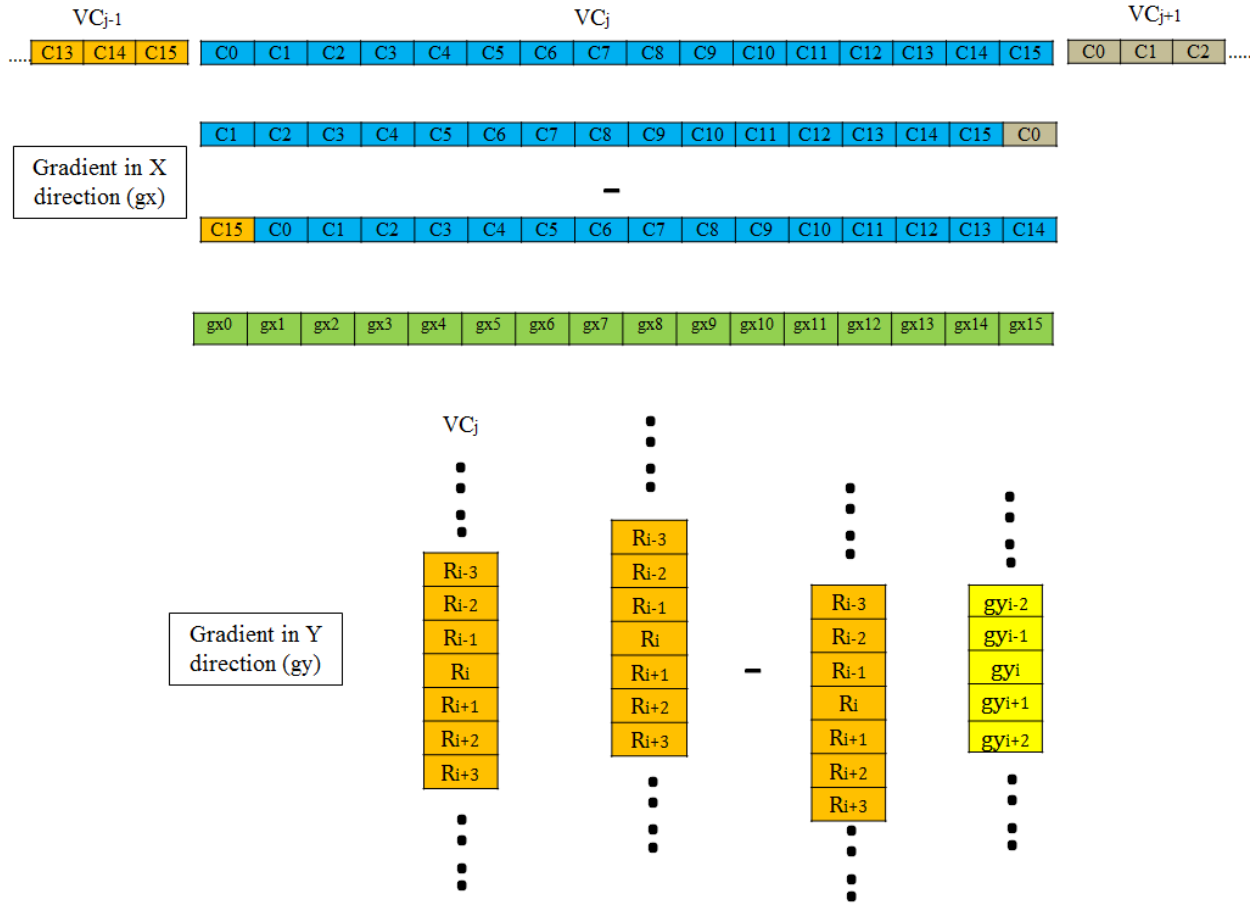 VCj-1 VCj VCj+1
..... C13 C14 C15 C0 C1 C2 C3 C4 C5 C6 C7 C8 C9 C10 C11 C12 C13 C14 C15 C0 C1 C2 .....
C1 C2 C3 C4 C5 C6 C7 C8 C9 C10 C11 C12 C13 C14 C15 C0
Gradient in X
direction (gx)
–
C15 C0 C1 C2 C3 C4 C5 C6 C7 C8 C9 C10 C11 C12 C13 C14
gx0 gx1 gx2 gx3 gx4 gx5 gx6 gx7 gx8 gx9 gx10 gx11 gx12 gx13 gx14 gx15
VCj
Gradient in Y
direction (gy)
Ri-3
Ri-2
Ri-1
Ri
Ri+1
Ri+2
Ri+3
Ri-3
Ri-2
Ri-1
Ri
Ri+1
Ri+2
Ri+3
–
Ri-3
Ri-2
Ri-1
Ri
Ri+1
Ri+2
Ri+3
gyi-2
gyi-1
gyi
gyi+1
gyi+2